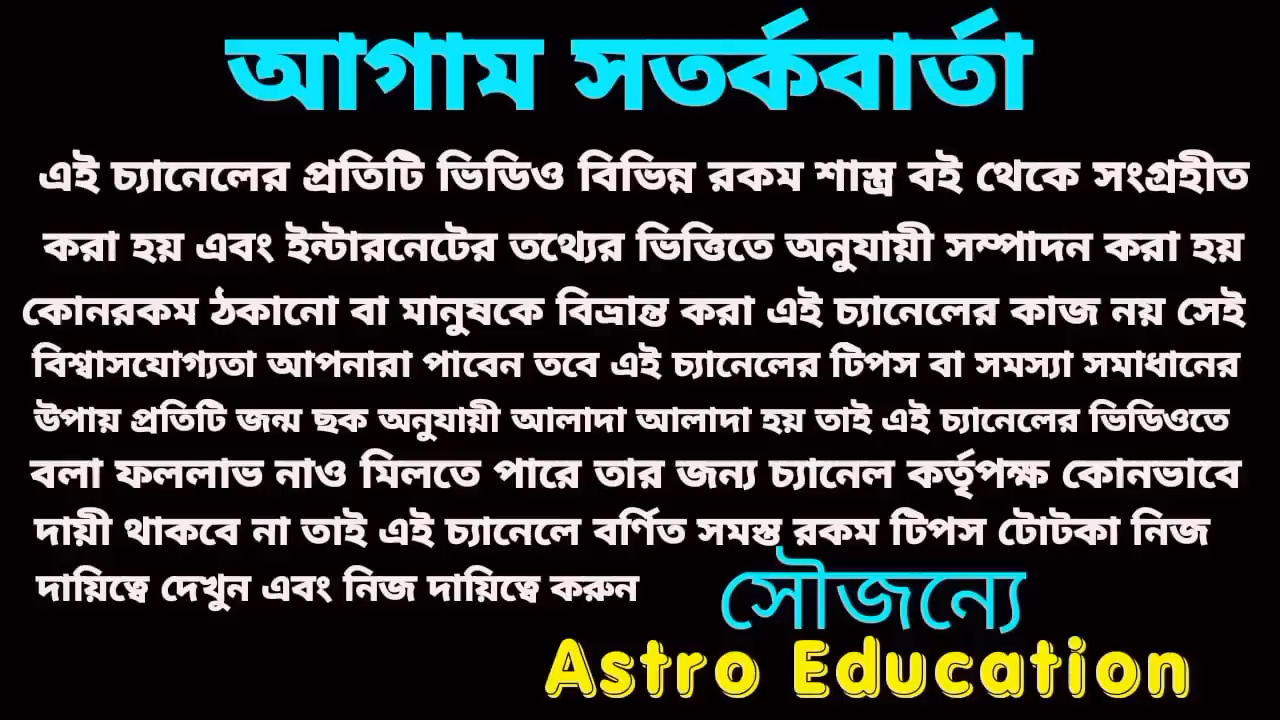 আগাম সতর্কবার্তা
এই চ্যানেলের প্রতিটি ভিডিও বিভিন্ন রকম শাস্ত্র বই থেকে সংগ্রহীত
করা হয় এবং ইন্টারনেটের তথ্যের ভিত্তিতে অনুযায়ী সম্পাদন করা হয়
কোনরকম ঠকানো বা মানুষকে বিভ্রান্ত করা এই চ্যানেলের কাজ নয় সেই
বিশ্বাসযোগ্যতা আপনারা পাবেন তবে এই চ্যানেলের টিপস বা সমস্যা সমাধানের
উপায় প্রতিটি জন্ম ছক অনুযায়ী আলাদা আলাদা হয় তাই এই চ্যানেলের ভিডিওতে
বলা ফললাভ নাও মিলতে পারে তার জন্য চ্যানেল কর্তৃপক্ষ কোনভাবে
দায়ী থাকবে না তাই এই চ্যানেলে বর্ণিত সমস্ত রকম টিপস টোটকা নিজ
দায়িত্বে দেখুন এবং নিজ দায়িত্বে করুন
সৌজন্যে
Astro Education